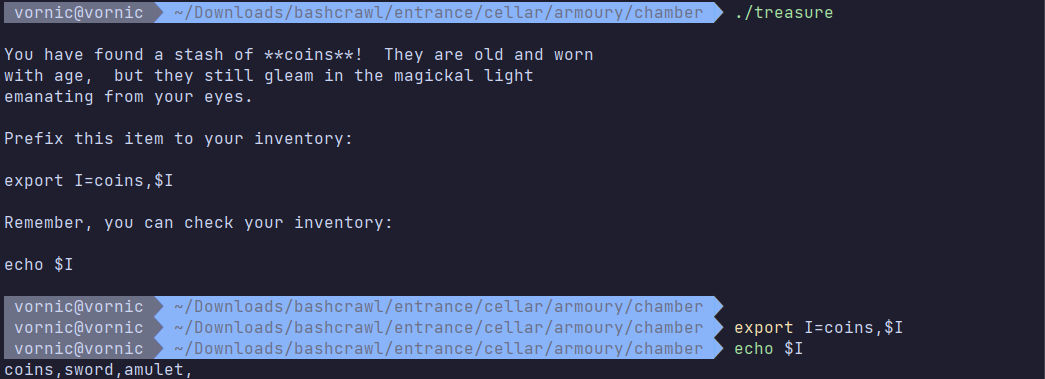 vornic@vornic ~/Downloads/bashcrawl/entrance/cellar/armoury/chamber ./treasure
You have found a stash of **coins**!  They are old and worn
with age,  but they still gleam in the magickal light
emanating from your eyes.
Prefix this item to your inventory:
export I=coins,$I
Remember, you can check your inventory:
echo $I
vornic@vornic ~/Downloads/bashcrawl/entrance/cellar/armoury/chamber
vornic@vornic ~/Downloads/bashcrawl/entrance/cellar/armoury/chamber export I=coins,$I
vornic@vornic ~/Downloads/bashcrawl/entrance/cellar/armoury/chamber echo $I
coins,sword,amulet,